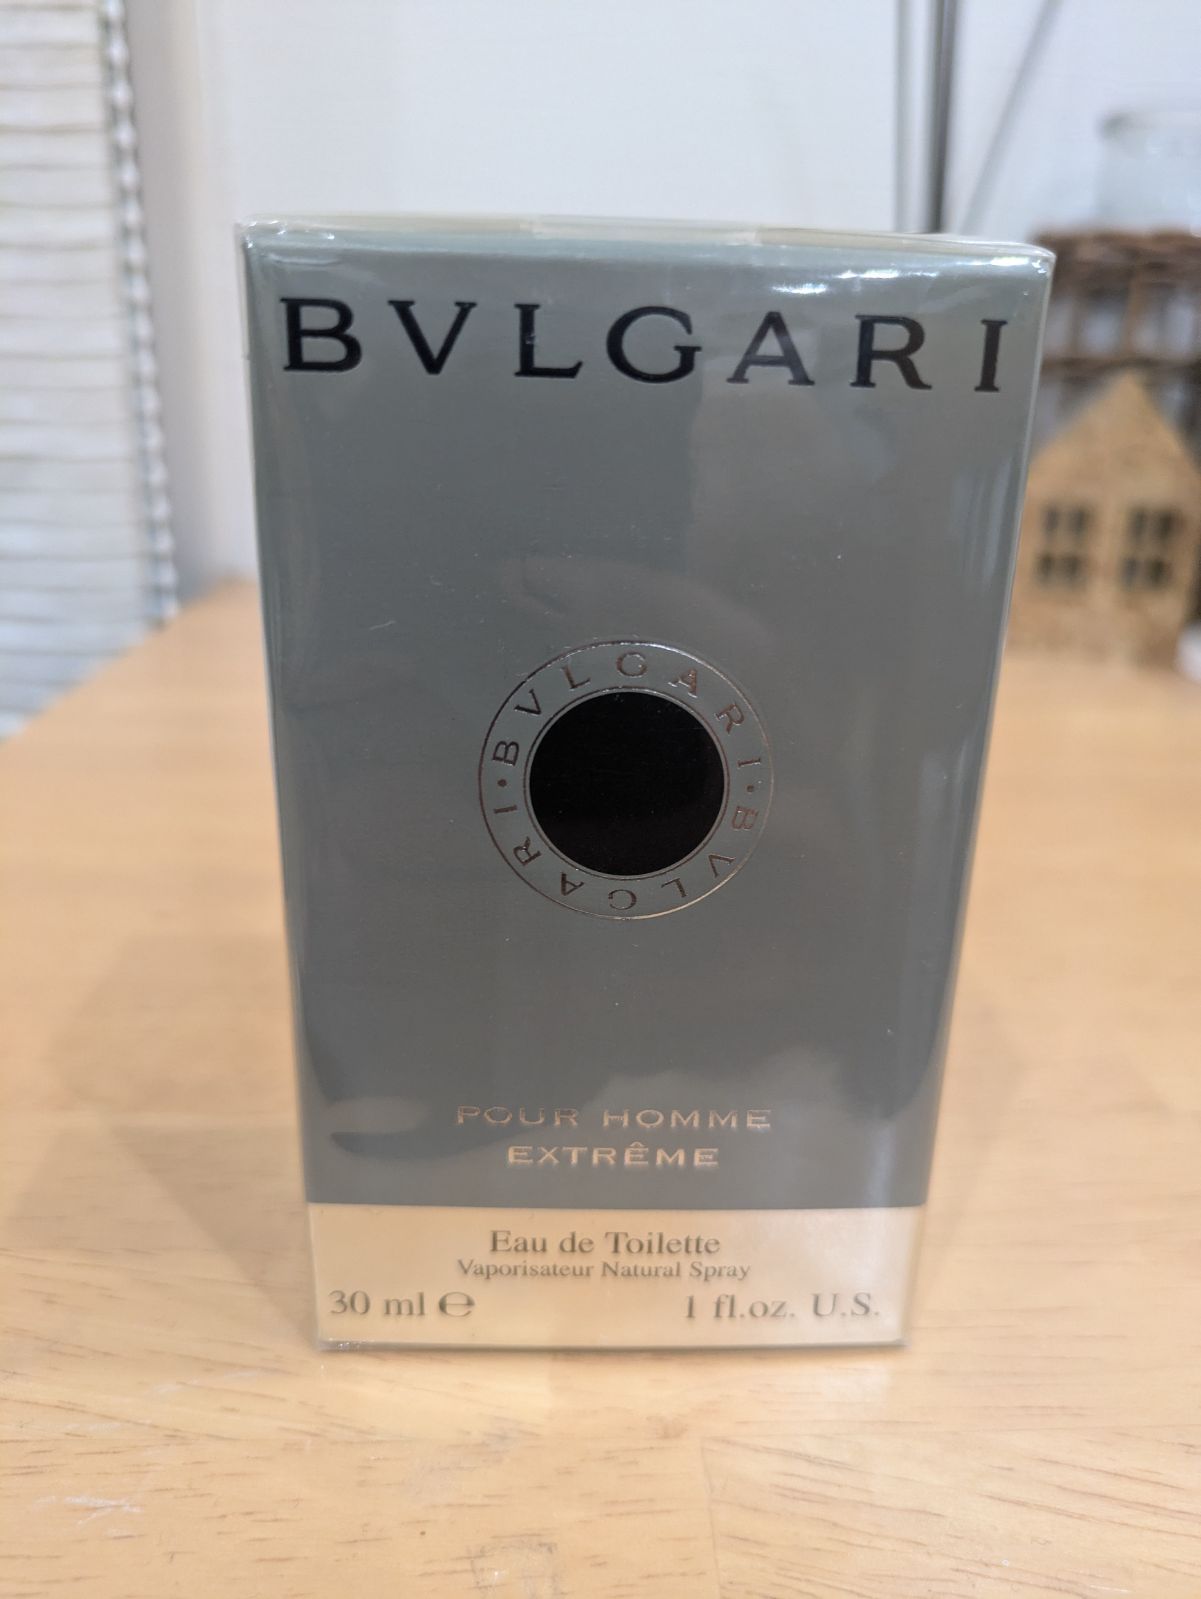 BVLGARI
BVLGARI · BVLGARI ·
POUR HOMME
EXTRÊME
Eau de Toilette
Vaporisateur Natural Spray
30 ml ℮ 1 fl.oz. U.S.